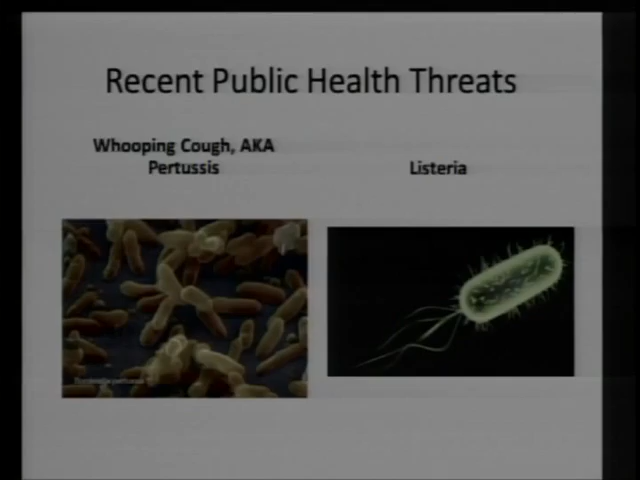 Recent Public Health Threats
Whooping Cough, AKA
Pertussis
Listeria